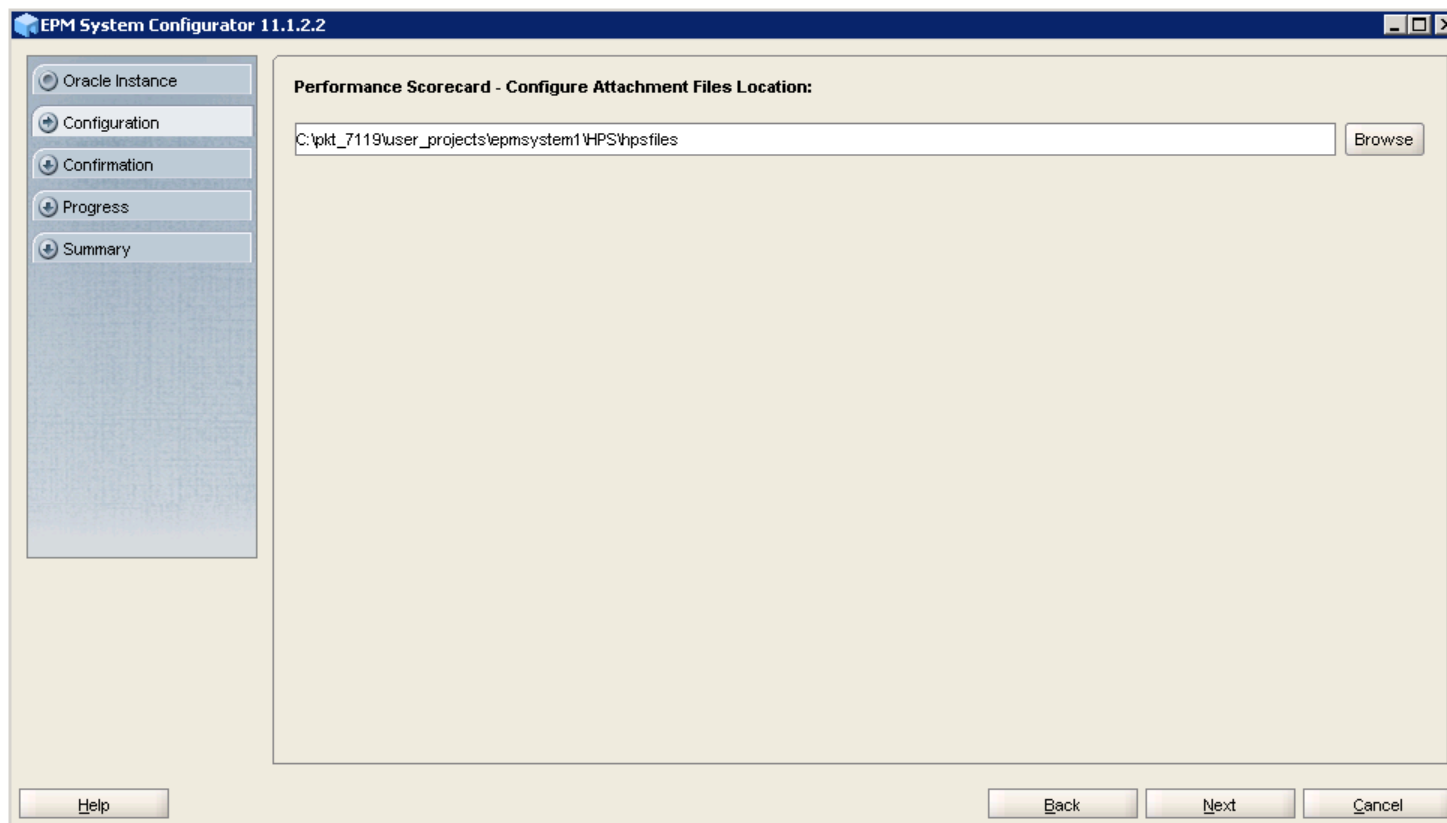 EPM System Configurator 11.1.2.2
Oracle Instance
Configuration
Confirmation
Progress
Summary
Performance Scorecard - Configure Attachment Files Location:
C:\pkt_7119\user_projects\epmsystem1\HPS\hpsfiles
Browse
Help
Back
Next
Cancel